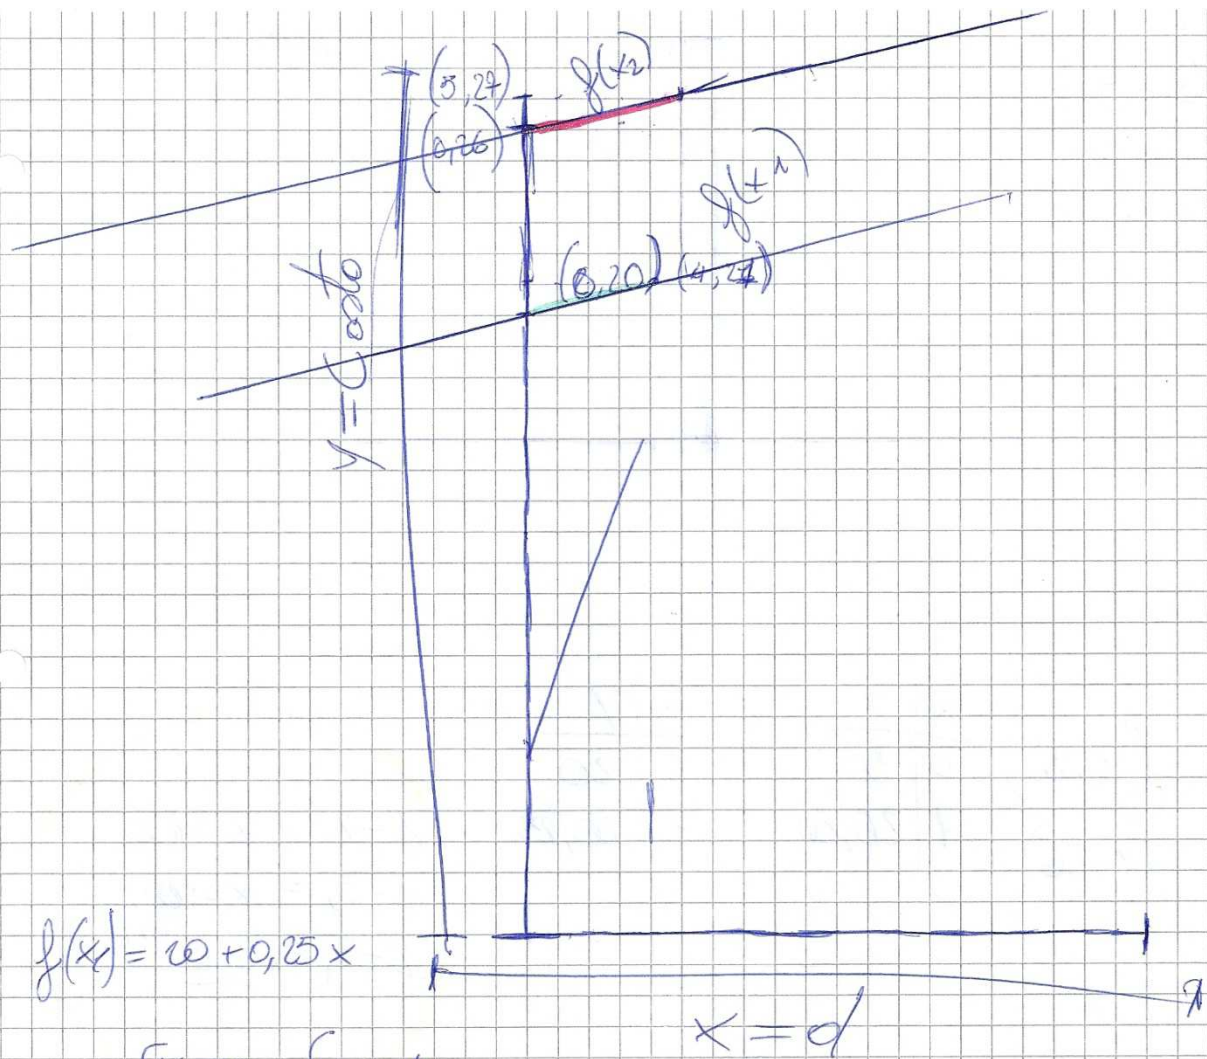 (5,27)
f(x2)
(0,26)
f(x1)
(0,20) (4,21)
y = Costo
f(x1) = 20 + 0,25 x
x = d